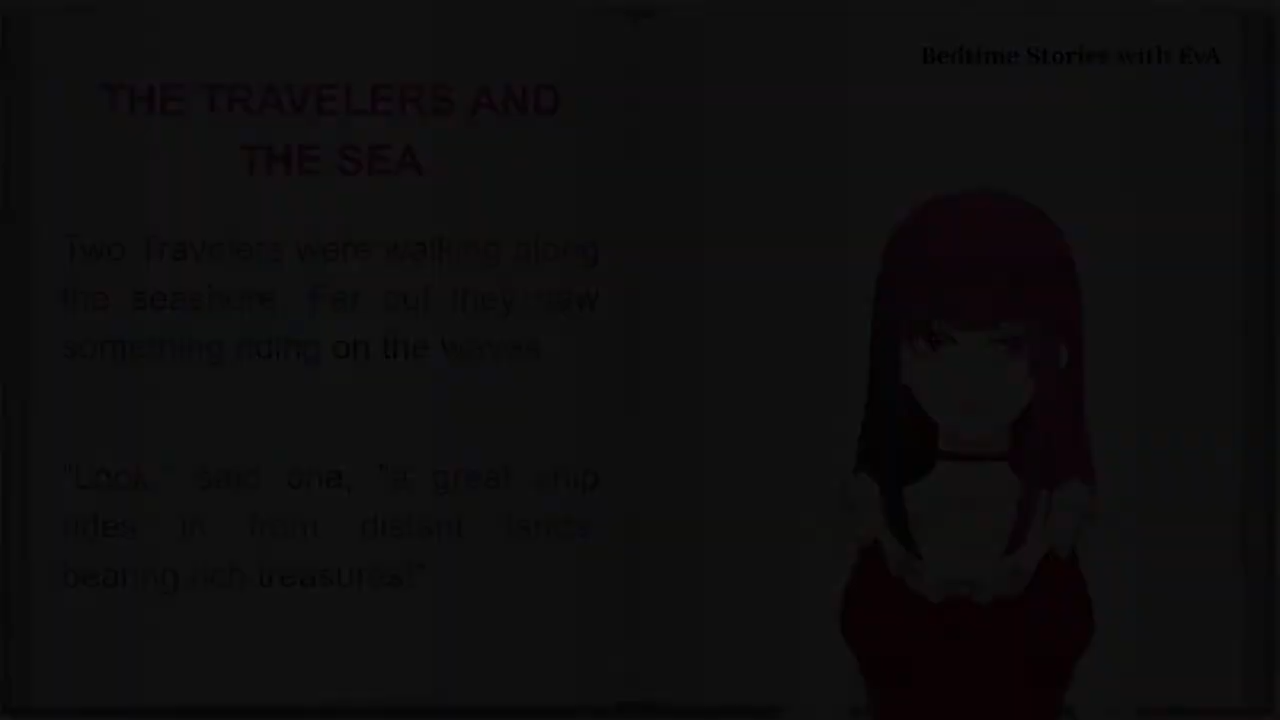 Bedtime Stories with EvA
THE TRAVELERS AND
THE SEA
Two Travelers were walking along
the seashore. Far out they saw
something riding on the waves.
"Look," said one, "a great ship
rides in from distant lands,
bearing rich treasures!"